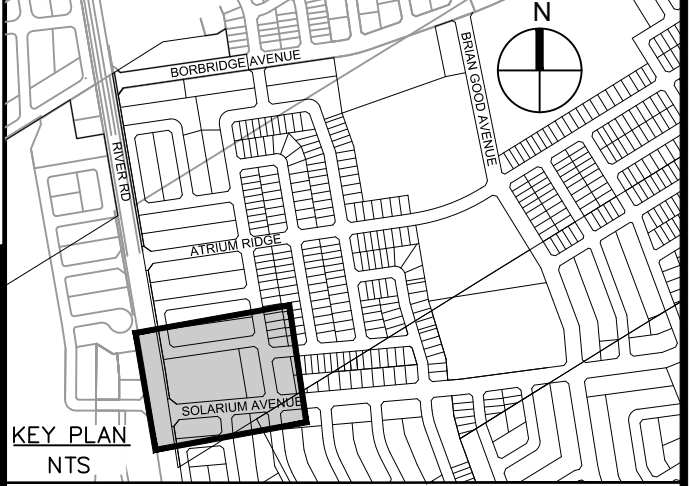 N
BORBRIDGE AVENUE
BRIAN GOOD AVENUE
RIVER RD
ATRIUM RIDGE
SOLARIUM AVENUE
KEY PLAN
NTS